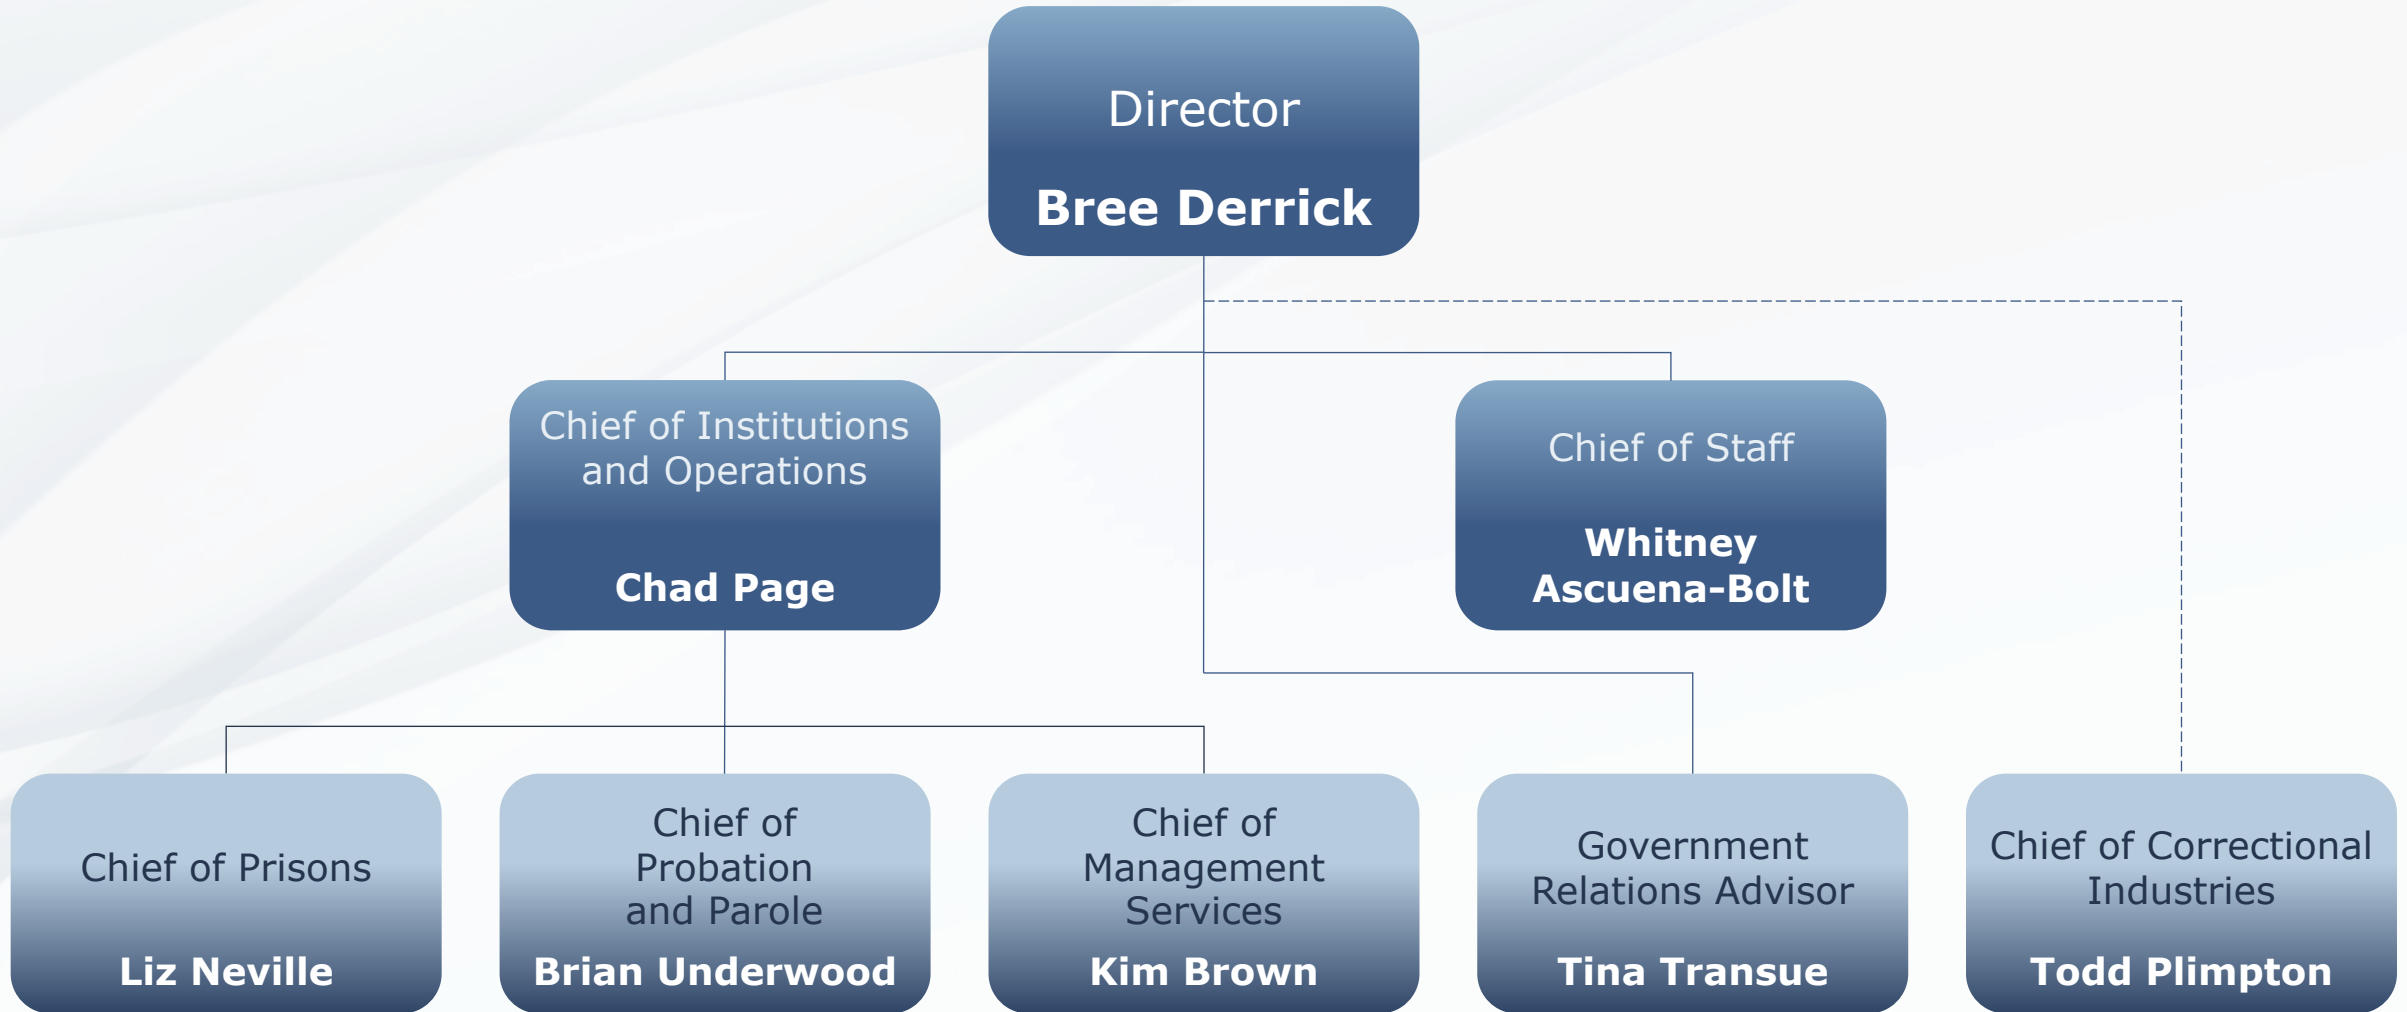 Director
Bree Derrick
Chief of Institutions
and Operations
Chad Page
Chief of Staff
Whitney
Ascuena–Bolt
Chief of Prisons
Liz Neville
Chief of
Probation
and Parole
Brian Underwood
Chief of
Management
Services
Kim Brown
Government
Relations Advisor
Tina Transue
Chief of Correctional
Industries
Todd Plimpton